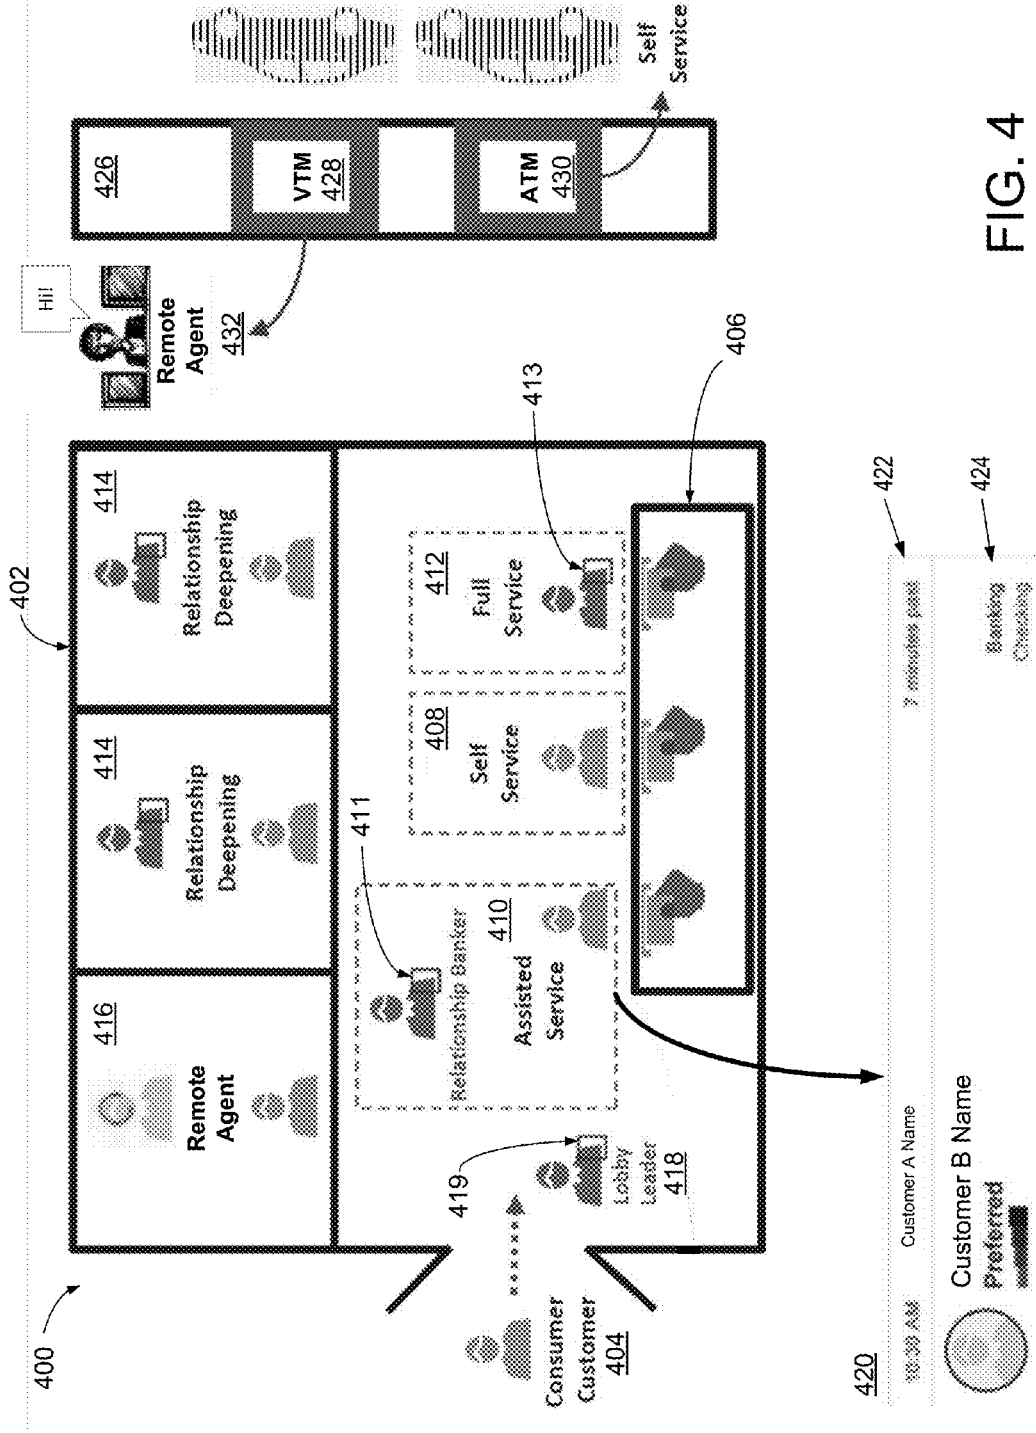 400
402
416
Remote
Agent
414
Relationship
Deepening
414
Relationship
Deepening
Hi!
Remote
Agent
432
426
VTM
428
ATM
430
Self
Service
Consumer
Customer
404
419
Lobby
Leader
418
411
Relationship Banker
410
Assisted
Service
408
Self
Service
412
Full
Service
413
406
420
10:30 AM
Customer A Name
7 minutes past
422
Customer B Name
Preferred
Banking
Checking
424
FIG. 4